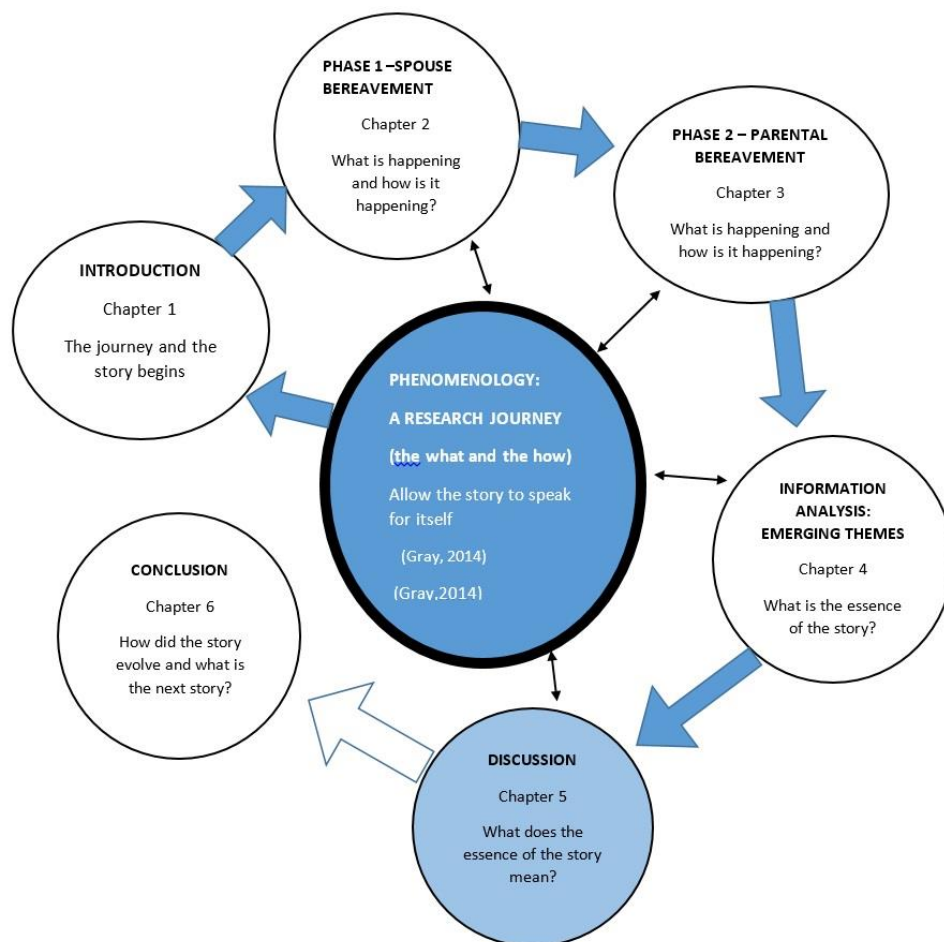 PHASE 1 –SPOUSE
BEREAVEMENT
Chapter 2
What is happening
and how is it
happening?
PHASE 2 – PARENTAL
BEREAVEMENT
Chapter 3
What is happening and
how is it happening?
INTRODUCTION
Chapter 1
The journey and the
story begins
PHENOMENOLOGY:
A RESEARCH JOURNEY
(the what and the how)
Allow the story to speak
for itself
(Gray, 2014)
(Gray,2014)
INFORMATION
ANALYSIS:
EMERGING THEMES
Chapter 4
What is the essence
of the story?
CONCLUSION
Chapter 6
How did the story
evolve and what is
the next story?
DISCUSSION
Chapter 5
What does the
essence of the story
mean?